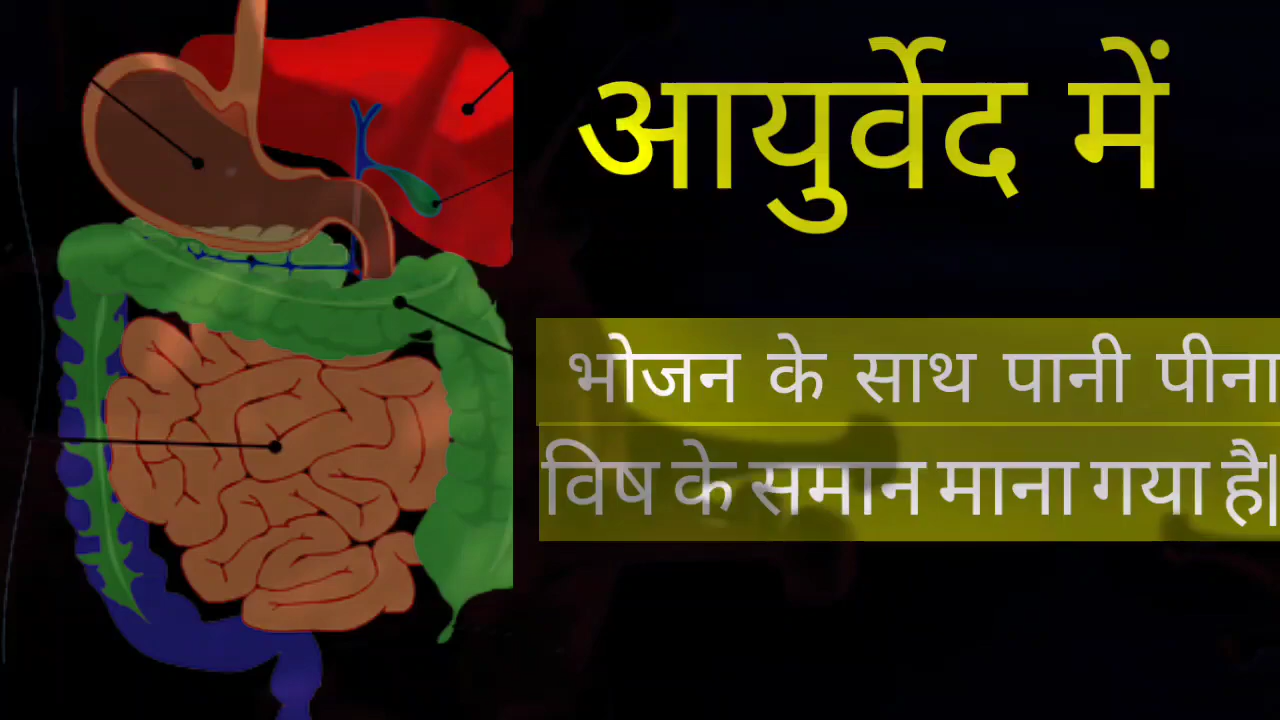 आयुर्वेद में
भोजन के साथ पानी पीना
विष के समान माना गया है|